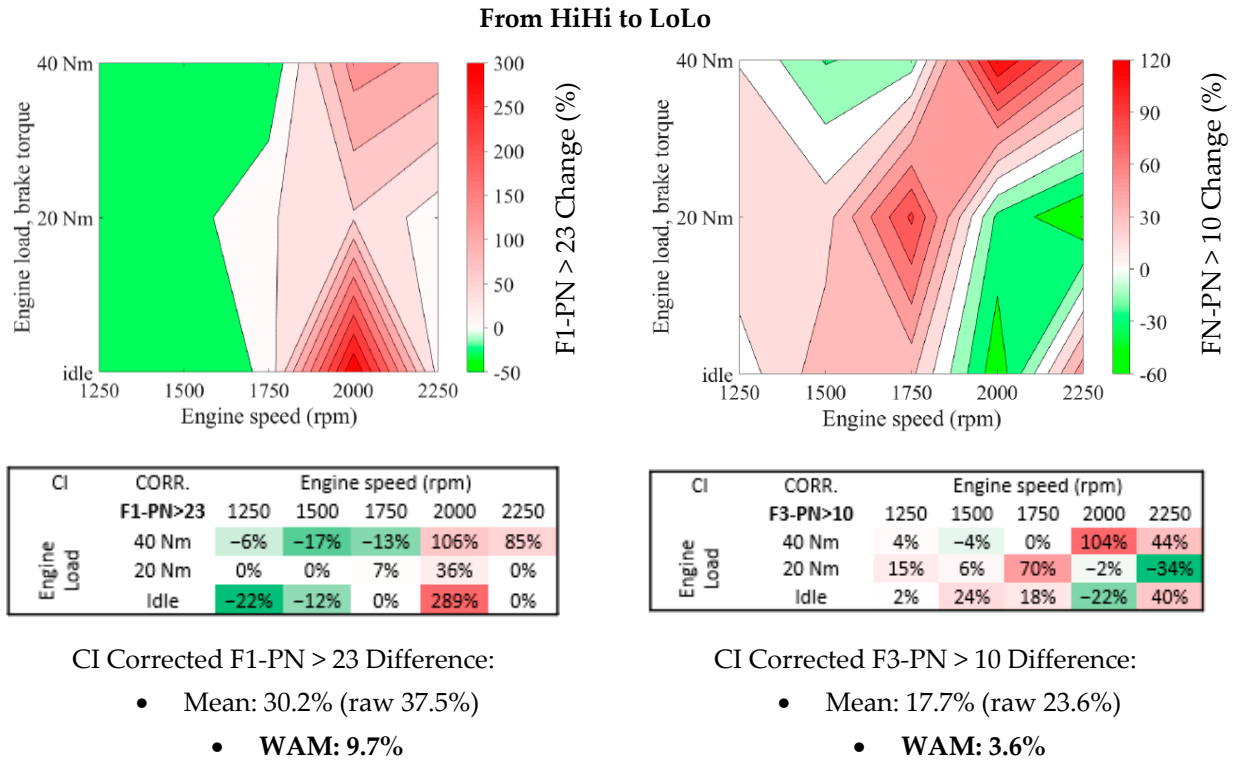 From HiHi to LoLo
40 Nm
20 Nm
idle
Engine load, brake torque
1250 1500 1750 2000 2250
Engine speed (rpm)
300
250
200
150
100
50
0
-50
F1-PN > 23 Change (%)
40 Nm
20 Nm
idle
Engine load, brake torque
1250 1500 1750 2000 2250
Engine speed (rpm)
120
90
60
30
0
-30
-60
FN-PN > 10 Change (%)
CI CORR. Engine speed (rpm)
F1-PN>23 1250 1500 1750 2000 2250
Engine
Load
40 Nm −6% −17% −13% 106% 85%
20 Nm 0% 0% 7% 36% 0%
Idle −22% −12% 0% 289% 0%
CI CORR. Engine speed (rpm)
F3-PN>10 1250 1500 1750 2000 2250
Engine
Load
40 Nm 4% −4% 0% 104% 44%
20 Nm 15% 6% 70% −2% −34%
Idle 2% 24% 18% −22% 40%
CI Corrected F1-PN > 23 Difference:
• Mean: 30.2% (raw 37.5%)
• WAM: 9.7%
CI Corrected F3-PN > 10 Difference:
• Mean: 17.7% (raw 23.6%)
• WAM: 3.6%